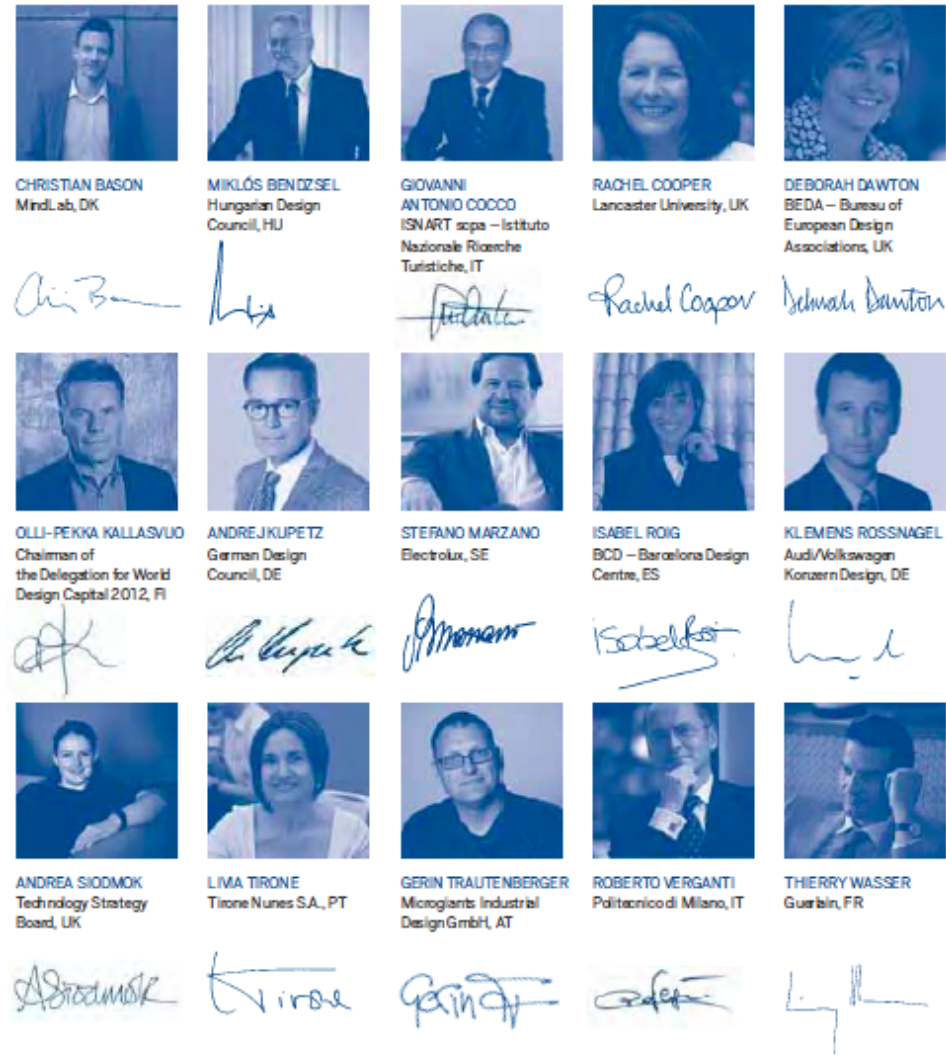 CHRISTIAN BASON
MindLab, DK
MIKLÓS BENDZSEL
Hungarian Design
Council, HU
GIOVANNI
ANTONIO COCCO
ISNART scpa – Istituto
Nazionale Ricerche
Turistiche, IT
RACHEL COOPER
Lancaster University, UK
DEBORAH DAWTON
BEDA – Bureau of
European Design
Associations, UK
Rachel Cooper
Deborah Dawton
OLLI-PEKKA KALLASVUO
Chairman of
the Delegation for World
Design Capital 2012, FI
ANDREJ KUPETZ
German Design
Council, DE
STEFANO MARZANO
Electrolux, SE
ISABEL ROIG
BCD – Barcelona Design
Centre, ES
KLEMENS ROSSNAGEL
Audi/Volkswagen
Konzern Design, DE
ANDREA SIODMOK
Technology Strategy
Board, UK
LIVIA TIRONE
Tirone Nunes S.A., PT
GERIN TRAUTENBERGER
Microgiants Industrial
Design GmbH, AT
ROBERTO VERGANTI
Politecnico di Milano, IT
THIERRY WASSER
Guerlain, FR
ASiodmok
Tirone